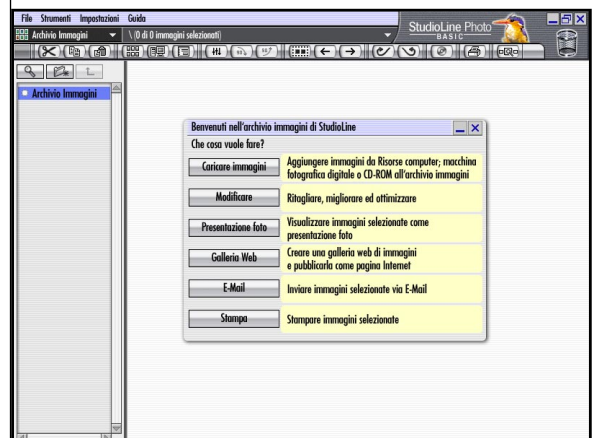 File Strumenti Impostazioni Guida
Archivio Immagini \ (0 di 0 immagini selezionati)
StudioLine Photo
BASIC
Archivio Immagini
Benvenuti nell'archivio immagini di StudioLine
Che cosa vuole fare?
Caricare immagini
Aggiungere immagini da Risorse computer; macchina
fotografica digitale o CD-ROM all'archivio immagini
Modificare
Ritagliare, migliorare ed ottimizzare
Presentazione foto
Visualizzare immagini selezionate come
presentazione foto
Galleria Web
Creare una galleria web di immagini
e pubblicarla come pagina Internet
E-Mail
Inviare immagini selezionate via E-Mail
Stampa
Stampare immagini selezionate